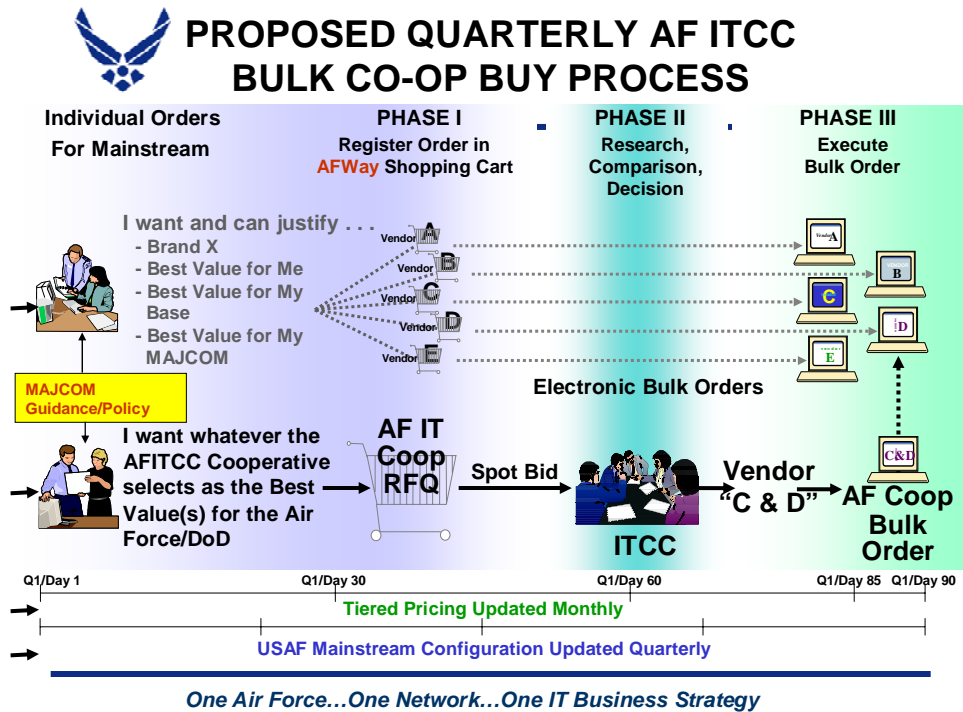 PROPOSED QUARTERLY AF ITCC
BULK CO-OP BUY PROCESS
Individual Orders
For Mainstream
PHASE I
Register Order in
AFWay Shopping Cart
PHASE II
Research,
Comparison,
Decision
PHASE III
Execute
Bulk Order
I want and can justify . . .
- Brand X
- Best Value for Me
- Best Value for My
Base
- Best Value for My
MAJCOM
Vendor A
Vendor B
Vendor C
Vendor D
Vendor E
Vendor A
VENDOR
B
C
D
E
Electronic Bulk Orders
MAJCOM
Guidance/Policy
I want whatever the
AFITCC Cooperative
selects as the Best
Value(s) for the Air
Force/DoD
AF IT
Coop
RFQ
Spot Bid
ITCC
Vendor
“C & D”
C&D
AF Coop
Bulk
Order
Q1/Day 1
Q1/Day 30
Q1/Day 60
Q1/Day 85
Q1/Day 90
Tiered Pricing Updated Monthly
USAF Mainstream Configuration Updated Quarterly
One Air Force…One Network…One IT Business Strategy